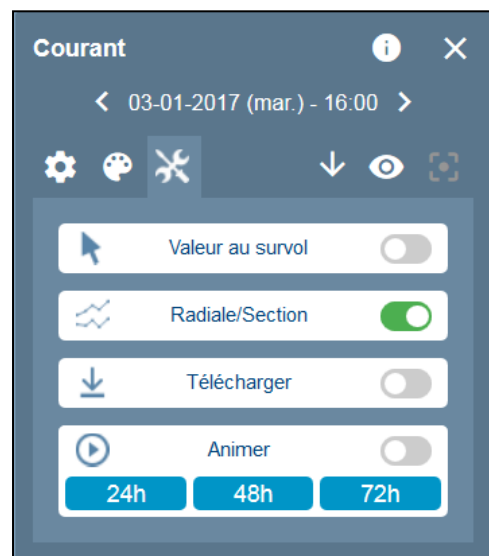 Courant
03-01-2017 (mar.) - 16:00
Valeur au survol
Radiale/Section
Télécharger
Animer
24h 48h 72h